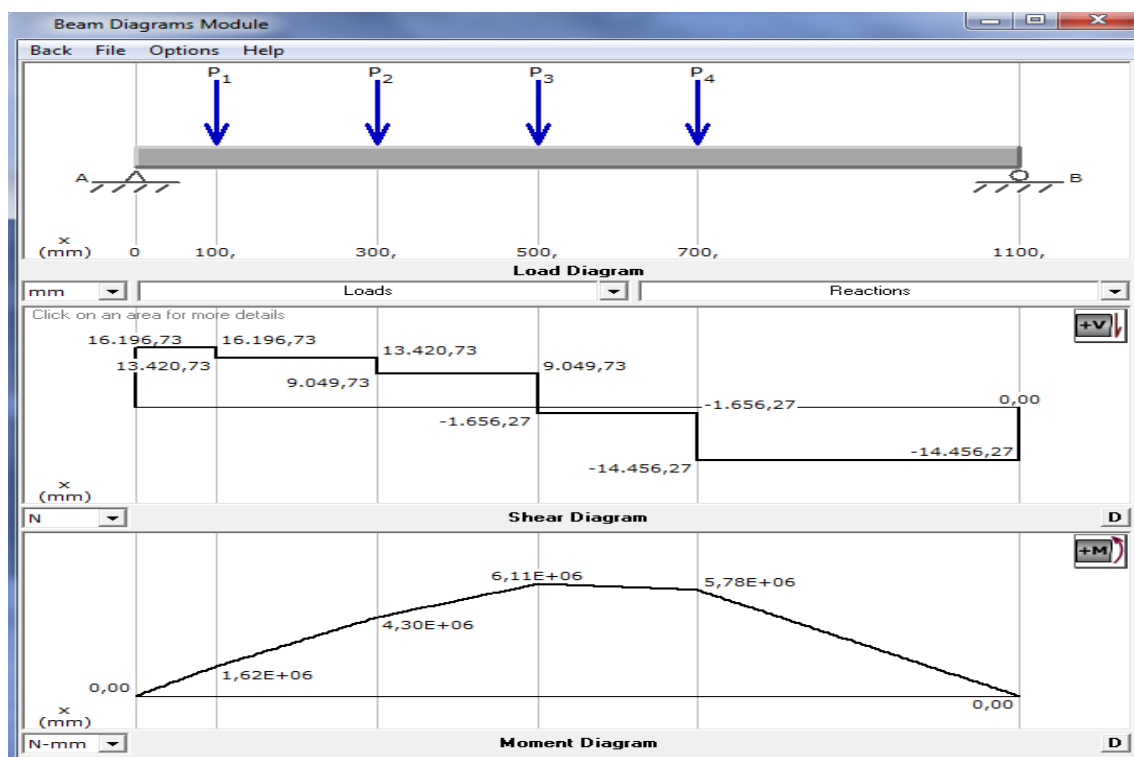 Beam Diagrams Module
Back File Options Help
P1 P2 P3 P4
A B
x
(mm) 0 100, 300, 500, 700, 1100,
Load Diagram
mm Loads Reactions
Click on an area for more details
+V
16.196,73 16.196,73
13.420,73 13.420,73
9.049,73 9.049,73
-1.656,27 -1.656,27 0,00
-14.456,27 -14.456,27
x
(mm)
N Shear Diagram D
+M
6,11E+06 5,78E+06
4,30E+06
1,62E+06
0,00 0,00
x
(mm)
N-mm Moment Diagram D